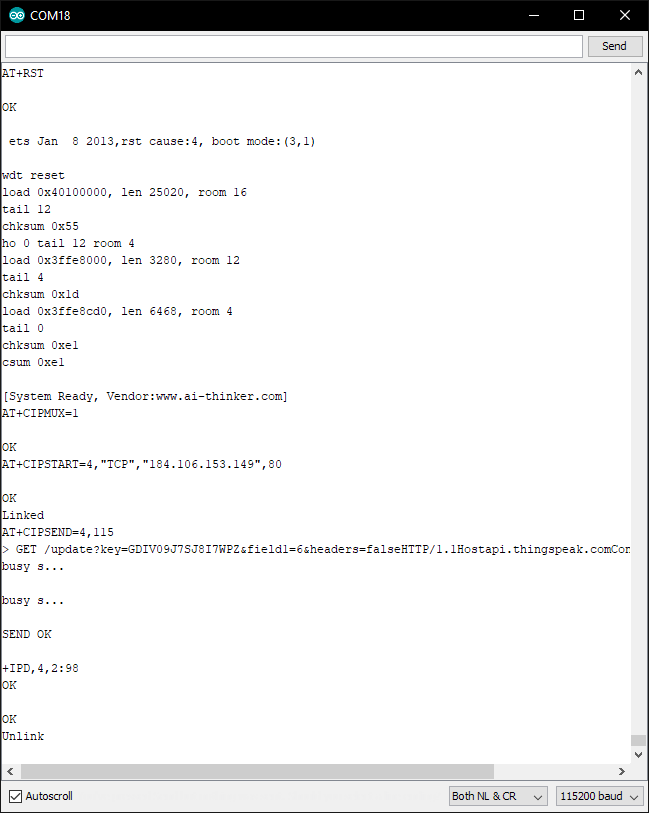 COM18
Send
AT+RST
OK
ets Jan  8 2013,rst cause:4, boot mode:(3,1)
wdt reset
load 0x40100000, len 25020, room 16
tail 12
chksum 0x55
ho 0 tail 12 room 4
load 0x3ffe8000, len 3280, room 12
tail 4
chksum 0x1d
load 0x3ffe8cd0, len 6468, room 4
tail 0
chksum 0xe1
csum 0xe1
[System Ready, Vendor:www.ai-thinker.com]
AT+CIPMUX=1
OK
AT+CIPSTART=4,"TCP","184.106.153.149",80
OK
Linked
AT+CIPSEND=4,115
> GET /update?key=GDIV09J7SJ8I7WPZ&field1=6&headers=falseHTTP/1.1Hostapi.thingspeak.comCon
busy s...
busy s...
SEND OK
+IPD,4,2:98
OK
OK
Unlink
Autoscroll
Both NL & CR
115200 baud